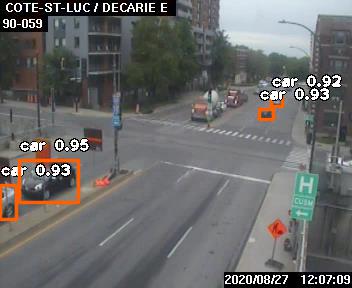 COTE-ST-LUC / DECARIE E
90-059
car 0.92
car 0.93
car 0.95
car 0.93
H
CUSM
2020/08/27 12:07:09